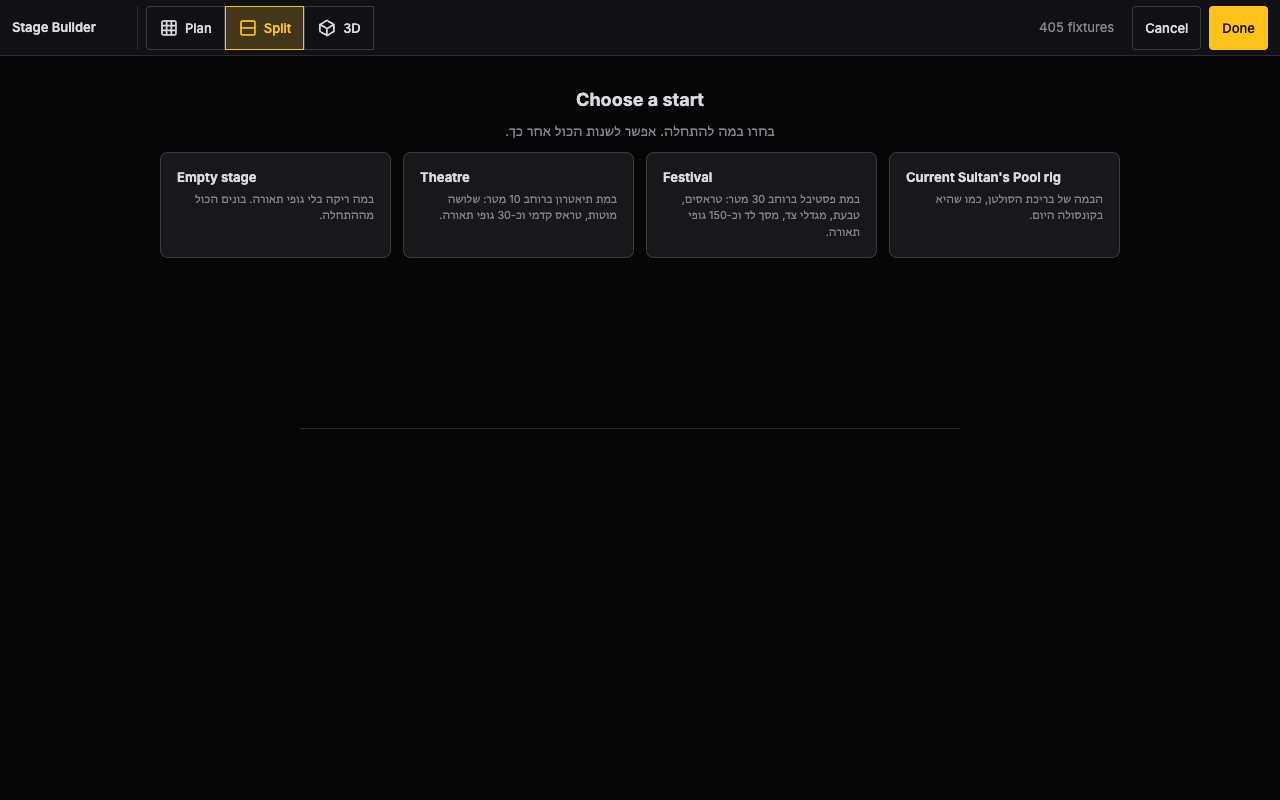 Stage Builder
Plan
Split
3D
405 fixtures
Cancel
Done
Choose a start
בחרו במה להתחלה. אפשר לשנות הכול אחר כך.
Empty stage
במה ריקה בלי גופי תאורה. בונים הכול
מההתחלה.
Theatre
במת תיאטרון ברוחב 10 מטר: שלושה
מוטות, טראס קדמי וכ-30 גופי תאורה.
Festival
במת פסטיבל ברוחב 30 מטר: טראסים,
טבעת, מגדלי צד, מסך לד וכ-150 גופי
תאורה.
Current Sultan's Pool rig
הבמה של בריכת הסולטן, כמו שהיא
בקונסולה היום.